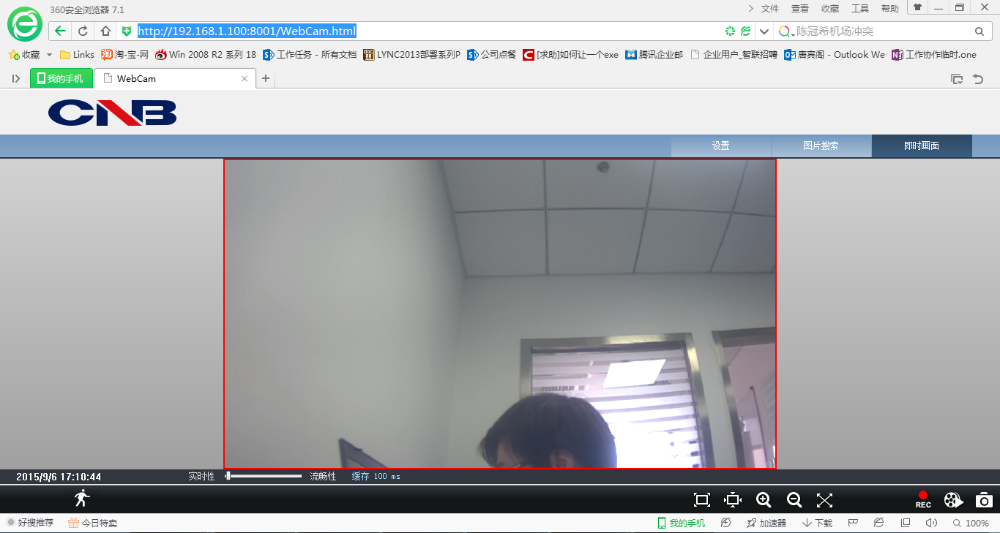 360安全浏览器 7.1
文件 查看 收藏 工具 帮助
http://192.168.1.100:8001/WebCam.html
陈冠希机场冲突
收藏 Links 淘-宝-网 Win 2008 R2 系列 18 工作任务 - 所有文档 LYNC2013部署系列P 公司点餐 [求助]如何让一个exe 腾讯企业邮 企业用户_智联招聘 唐宾阁 - Outlook We 工作协作临时.one
我的手机 WebCam
CNB
设置 图片搜索 即时画面
2015/9/6 17:10:44 实时性 流畅性 缓存 100 ms
REC
好搜推荐 今日特卖 我的手机 加速器 下载 100%